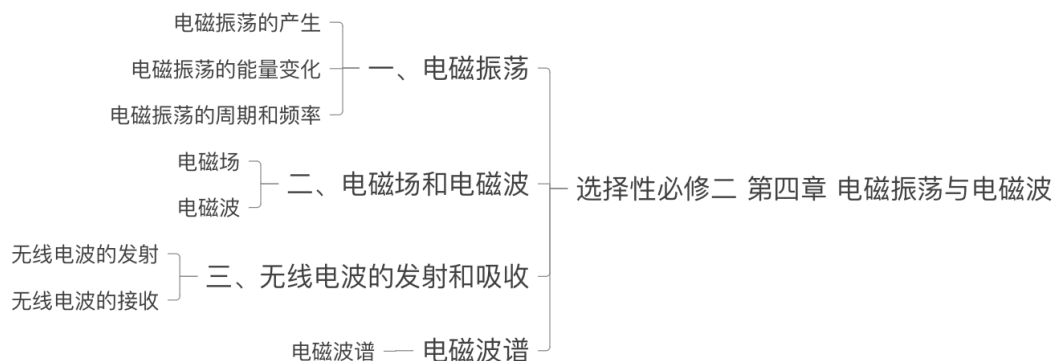 电磁振荡的产生
电磁振荡的能量变化
一、电磁振荡
电磁振荡的周期和频率
电磁场
二、电磁场和电磁波
选择性必修二 第四章 电磁振荡与电磁波
电磁波
无线电波的发射
三、无线电波的发射和吸收
无线电波的接收
电磁波谱
电磁波谱